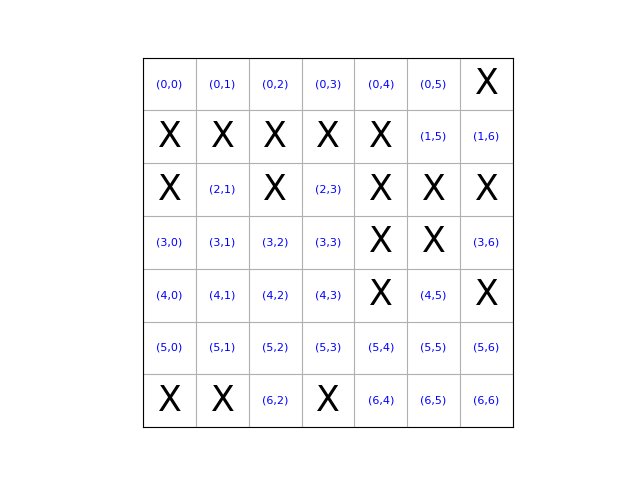 (0,0) (0,1) (0,2) (0,3) (0,4) (0,5) X
X X X X X (1,5) (1,6)
X (2,1) X (2,3) X X X
(3,0) (3,1) (3,2) (3,3) X X (3,6)
(4,0) (4,1) (4,2) (4,3) X (4,5) X
(5,0) (5,1) (5,2) (5,3) (5,4) (5,5) (5,6)
X X (6,2) X (6,4) (6,5) (6,6)